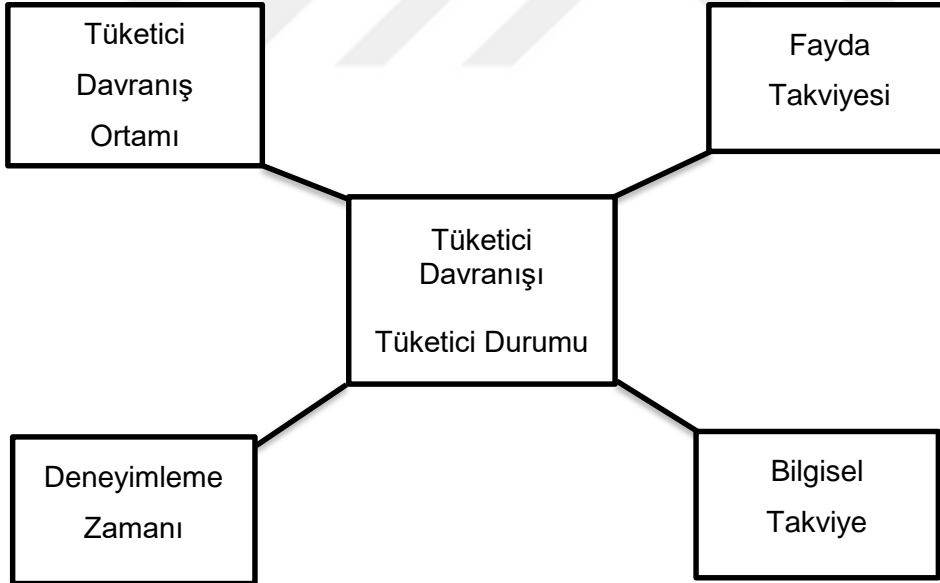 Tüketici
Davranış
Ortamı
Fayda
Takviyesi
Tüketici
Davranışı
Tüketici Durumu
Deneyimleme
Zamanı
Bilgisel
Takviye